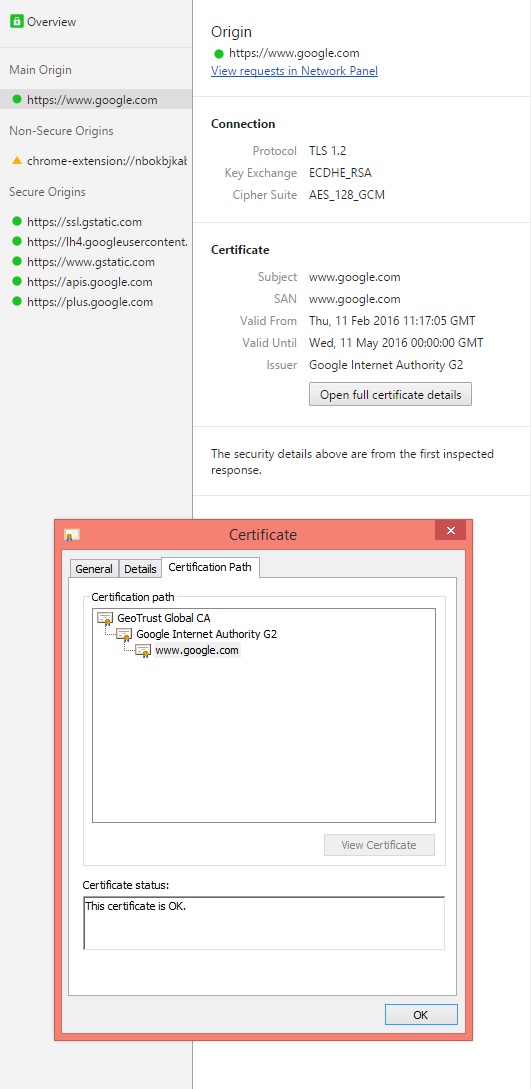 Overview
Main Origin
https://www.google.com
Non-Secure Origins
chrome-extension://nbokbjkab
Secure Origins
https://ssl.gstatic.com
https://lh4.googleusercontent.
https://www.gstatic.com
https://apis.google.com
https://plus.google.com
Origin
https://www.google.com
View requests in Network Panel
Connection
Protocol TLS 1.2
Key Exchange ECDHE_RSA
Cipher Suite AES_128_GCM
Certificate
Subject www.google.com
SAN www.google.com
Valid From Thu, 11 Feb 2016 11:17:05 GMT
Valid Until Wed, 11 May 2016 00:00:00 GMT
Issuer Google Internet Authority G2
Open full certificate details
The security details above are from the first inspected
response.
Certificate
General Details Certification Path
Certification path
GeoTrust Global CA
Google Internet Authority G2
www.google.com
View Certificate
Certificate status:
This certificate is OK.
OK